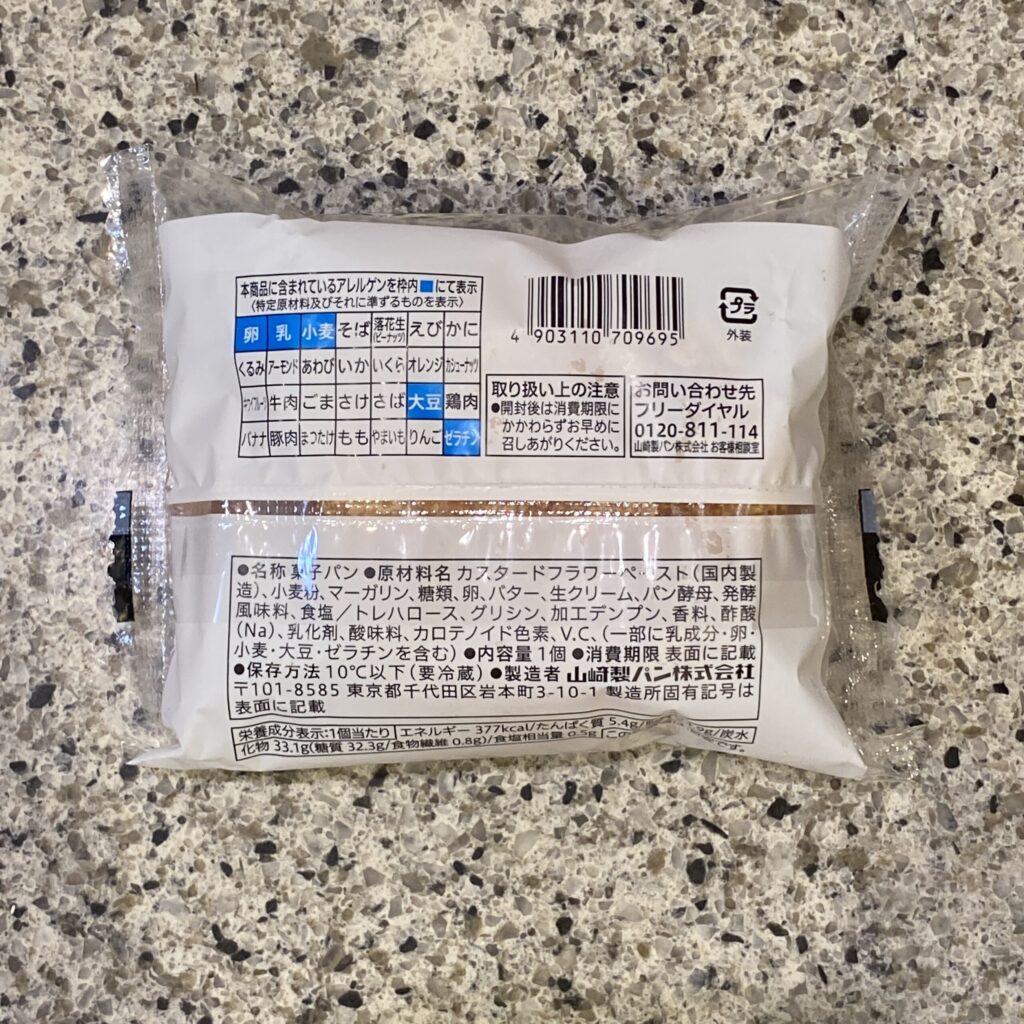 本商品に含まれているアレルゲンを枠内■にて表示
〈特定原材料及びそれに準ずるものを表示〉
卵 乳 小麦 そば 落花生(ピーナッツ) えび かに
くるみ アーモンド あわび いか いくら オレンジ カシューナッツ
キウイフルーツ 牛肉 ごま さけ さば 大豆 鶏肉
バナナ 豚肉 まつたけ もも やまいも りんご ゼラチン
4 903110 709695
プラ
外装
取り扱い上の注意
●開封後は消費期限に
かかわらずお早めに
召しあがりください。
お問い合わせ先
フリーダイヤル
0120-811-114
山崎製パン株式会社 お客様相談室
●名称 菓子パン ●原材料名 カスタードフラワーペースト(国内製
造)、小麦粉、マーガリン、糖類、卵、バター、生クリーム、パン酵母、発酵
風味料、食塩／トレハロース、グリシン、加工デンプン、香料、酢酸
(Na)、乳化剤、酸味料、カロテノイド色素、V.C、(一部に乳成分・卵・
小麦・大豆・ゼラチンを含む) ●内容量 1個 ●消費期限 表面に記載
●保存方法 10℃以下(要冷蔵) ●製造者 山崎製パン株式会社
〒101-8585 東京都千代田区岩本町3-10-1 製造所固有記号は
表面に記載
栄養成分表示:1個当たり エネルギー 377kcal/たんぱく質 5.4g/ /炭水
化物 33.1g(糖質 32.3g/食物繊維 0.8g)/食塩相当量 0.5g この です。